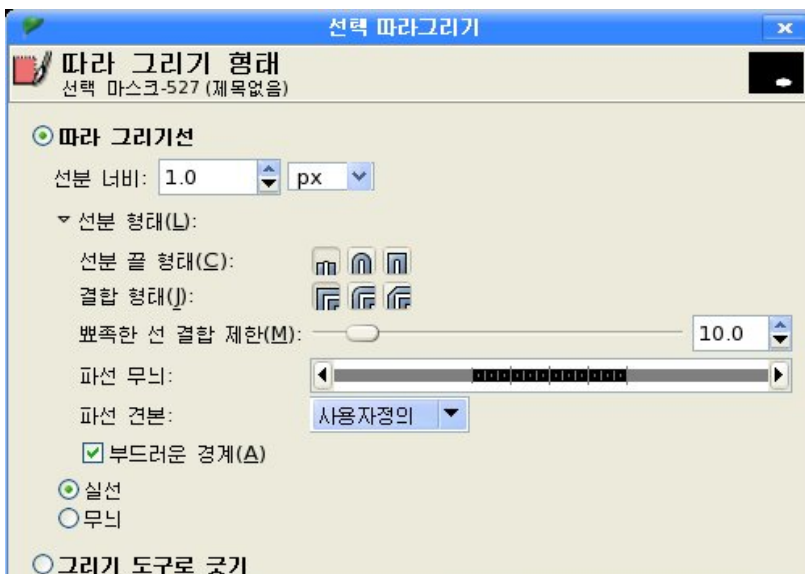 선택 따라그리기
따라 그리기 형태
선택 마스크-527 (제목없음)
따라 그리기선
선분 너비: 1.0 px
선분 형태(L):
선분 끝 형태(C):
결합 형태(J):
뾰족한 선 결합 제한(M): 10.0
파선 무늬:
파선 견본: 사용자정의
부드러운 경계(A)
실선
무늬
그리기 도구로 긋기